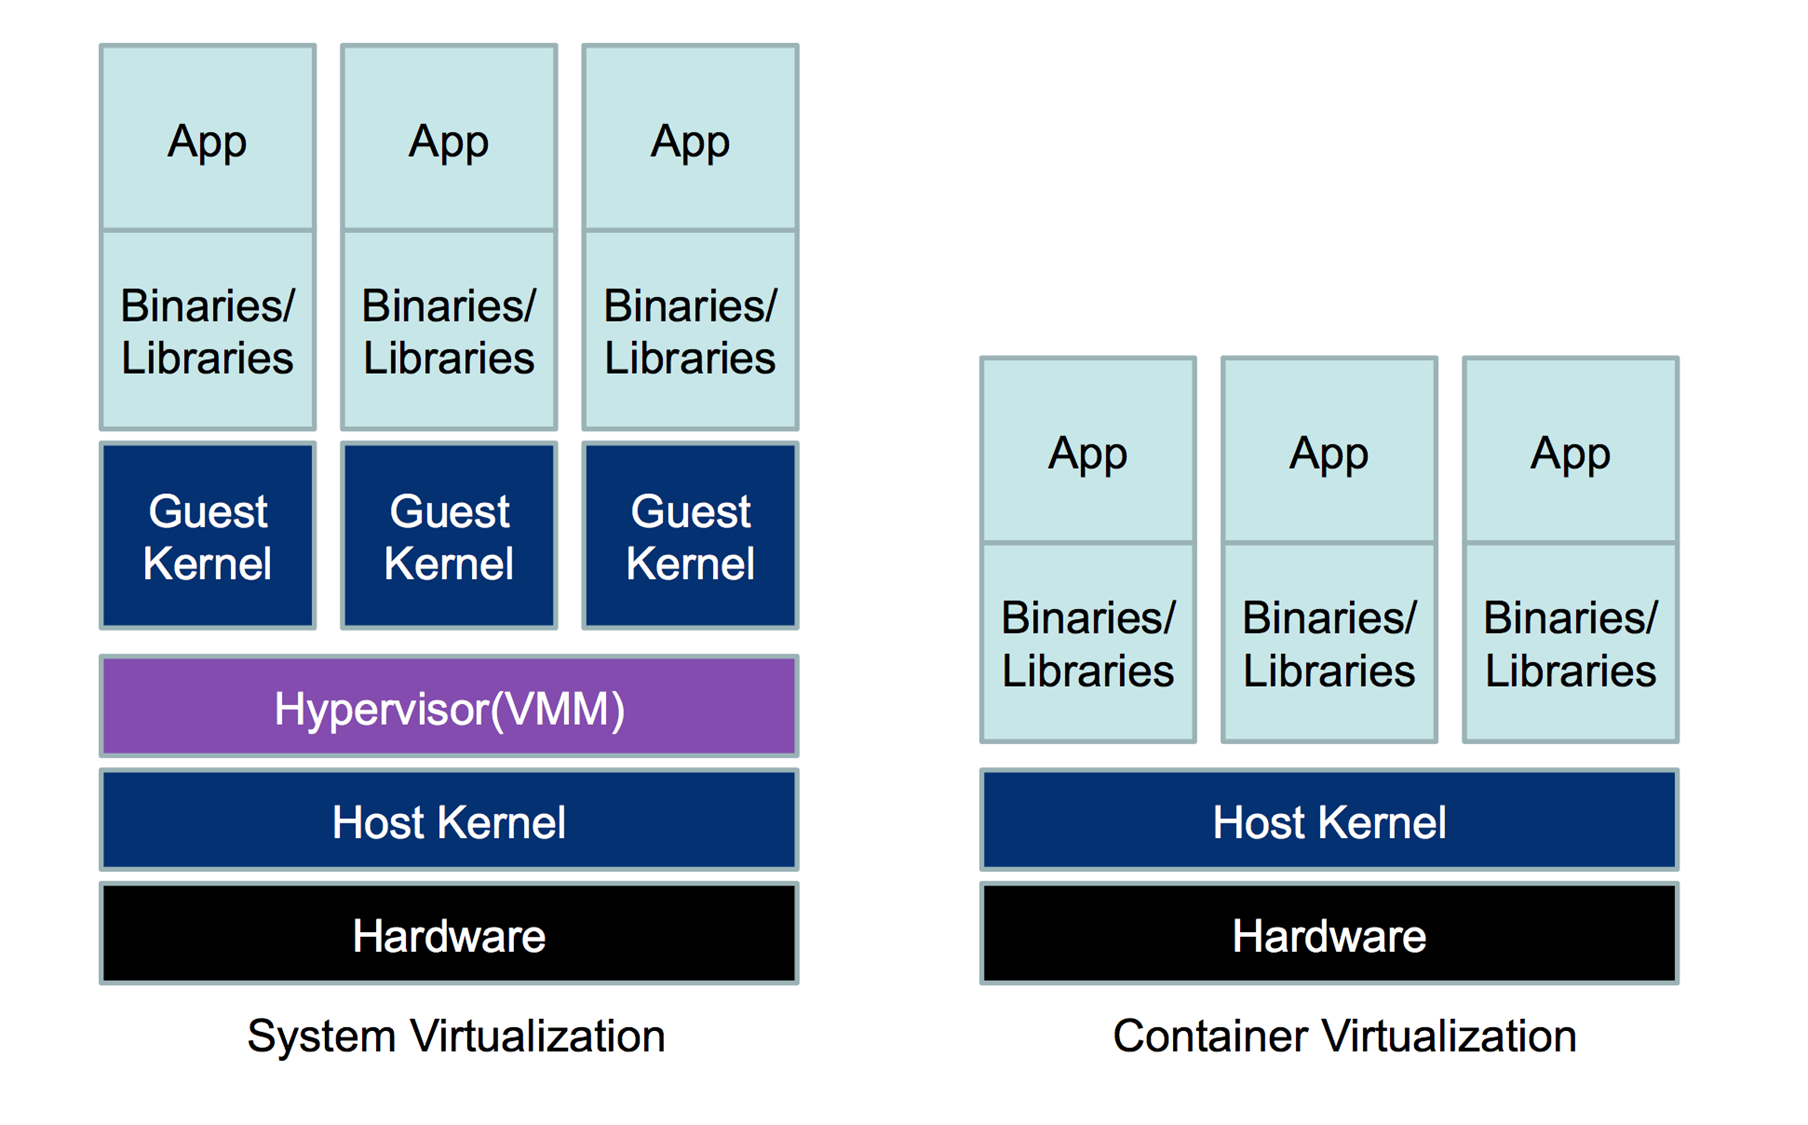 App
App
App
Binaries/
Libraries
Binaries/
Libraries
Binaries/
Libraries
Guest
Kernel
Guest
Kernel
Guest
Kernel
Hypervisor(VMM)
Host Kernel
Hardware
System Virtualization
App
App
App
Binaries/
Libraries
Binaries/
Libraries
Binaries/
Libraries
Host Kernel
Hardware
Container Virtualization